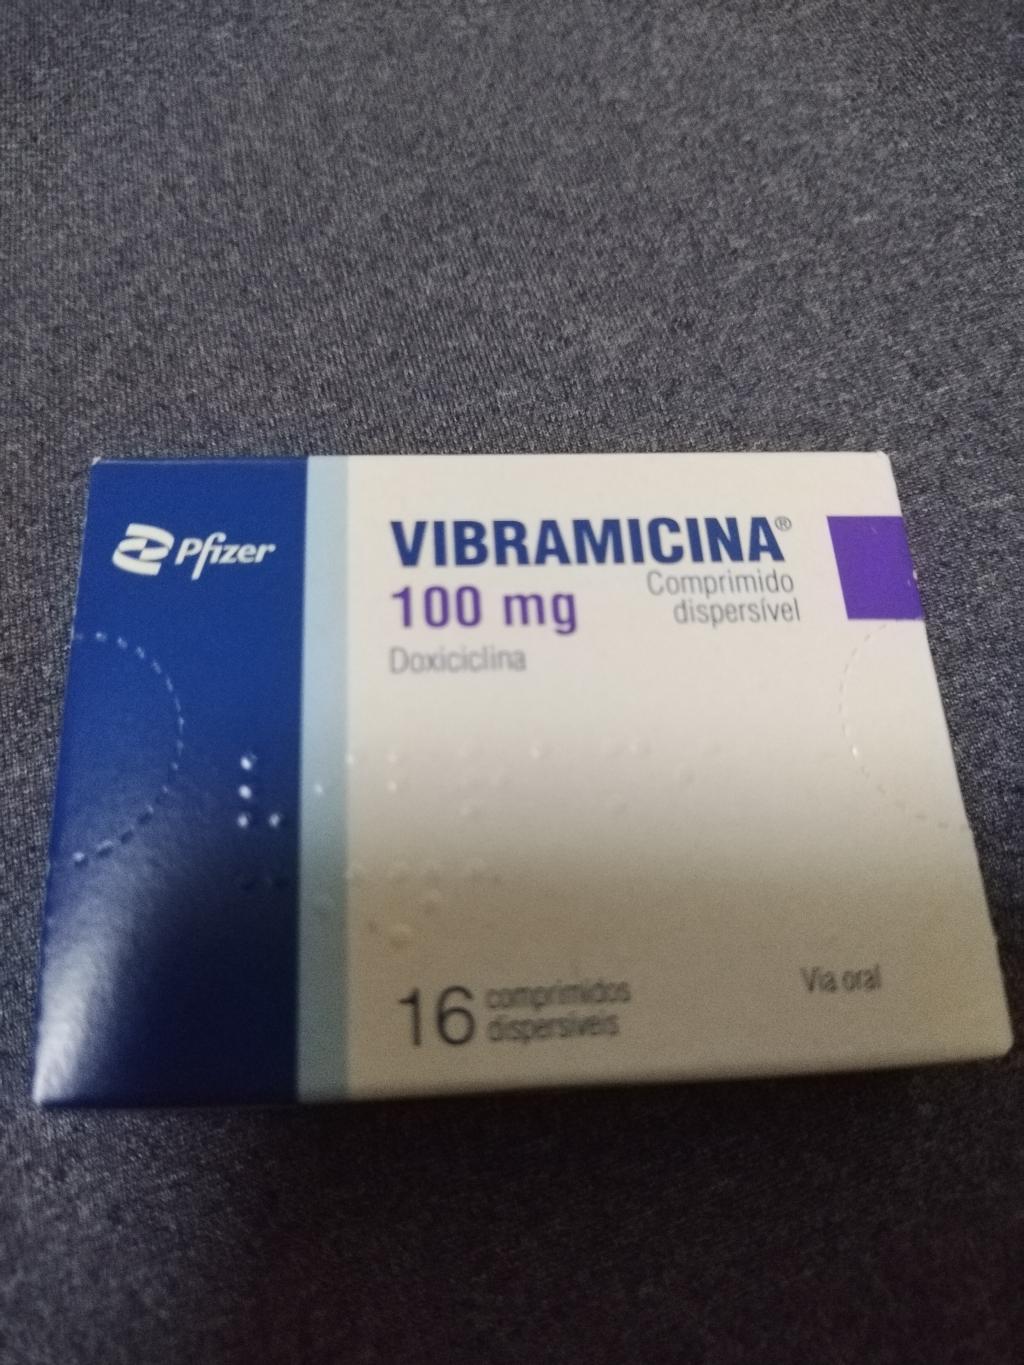 Pfizer
VIBRAMICINA®
100 mg
Comprimido
dispersível
Doxiciclina
16 comprimidos
dispersíveis
Via oral